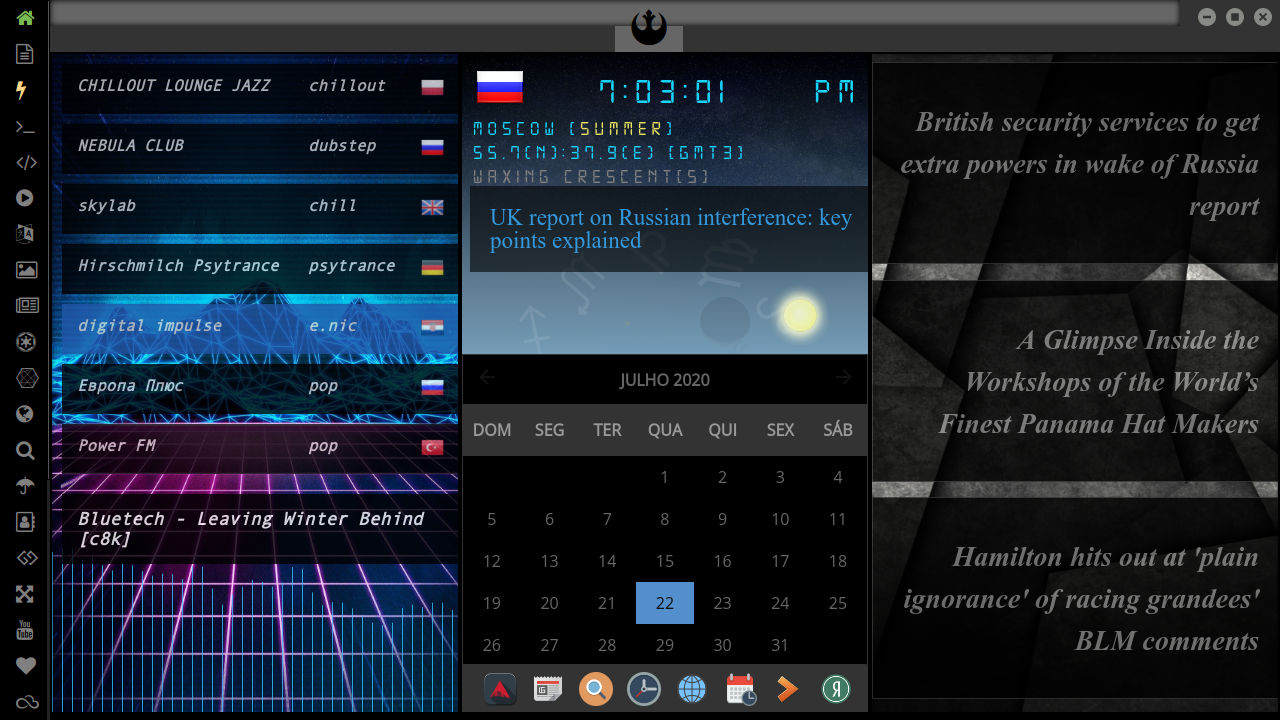 CHILLOUT LOUNGE JAZZ chillout
NEBULA CLUB dubstep
skylab chill
Hirschmilch Psytrance psytrance
digital impulse e.nic
Европа Плюс pop
Power FM pop
Bluetech - Leaving Winter Behind
[c8k]
7:03:01 PM
MOSCOW (SUMMER)
55.7(N):37.9(E) (GMT3)
WAXING CRESCENT(5)
UK report on Russian interference: key
points explained
JULHO 2020
DOM SEG TER QUA QUI SEX SÁB
1 2 3 4
5 6 7 8 9 10 11
12 13 14 15 16 17 18
19 20 21 22 23 24 25
26 27 28 29 30 31
British security services to get
extra powers in wake of Russia
report
A Glimpse Inside the
Workshops of the World’s
Finest Panama Hat Makers
Hamilton hits out at 'plain
ignorance' of racing grandees'
BLM comments
You
Tube
Я